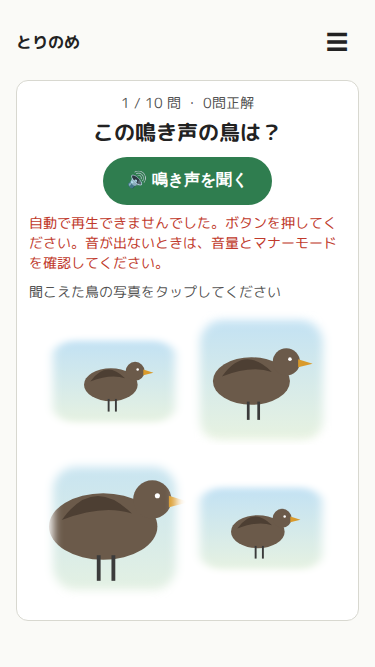 とりのめ
1 / 10 問 · 0問正解
この鳴き声の鳥は？
🔊 鳴き声を聞く
自動で再生できませんでした。ボタンを押してく
ださい。音が出ないときは、音量とマナーモード
を確認してください。
聞こえた鳥の写真をタップしてください